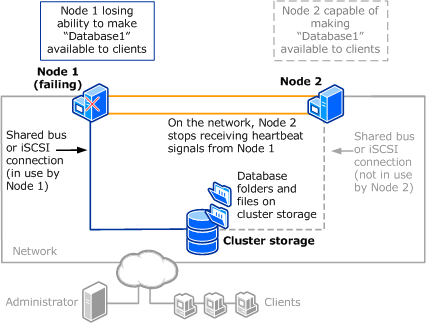 Node 1 losing
ability to make
“Database1”
available to clients
Node 2 capable of
making
“Database1”
available to clients
Node 1
(failing)
Node 2
On the network, Node 2
stops receiving heartbeat
signals from Node 1
Shared bus
or iSCSI
connection
(in use by
Node 1)
Shared
bus or
iSCSI
connection
(not in use
by Node 2)
Database
folders and
files on
cluster storage
Cluster storage
Network
Administrator
Clients